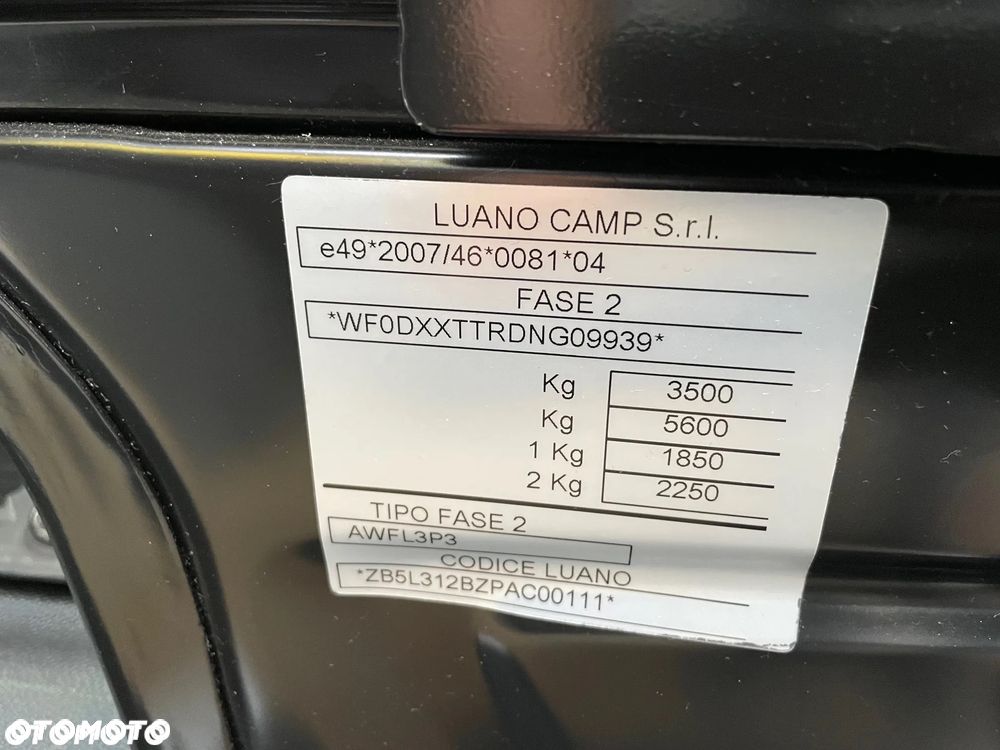 LUANO CAMP S.r.l.
e49*2007/46*0081*04
FASE 2
*WF0DXXTTRDNG09939*
Kg 3500
Kg 5600
1 Kg 1850
2 Kg 2250
TIPO FASE 2
AWFL3P3
CODICE LUANO
*ZB5L312BZPAC00111*
OTOMOTO